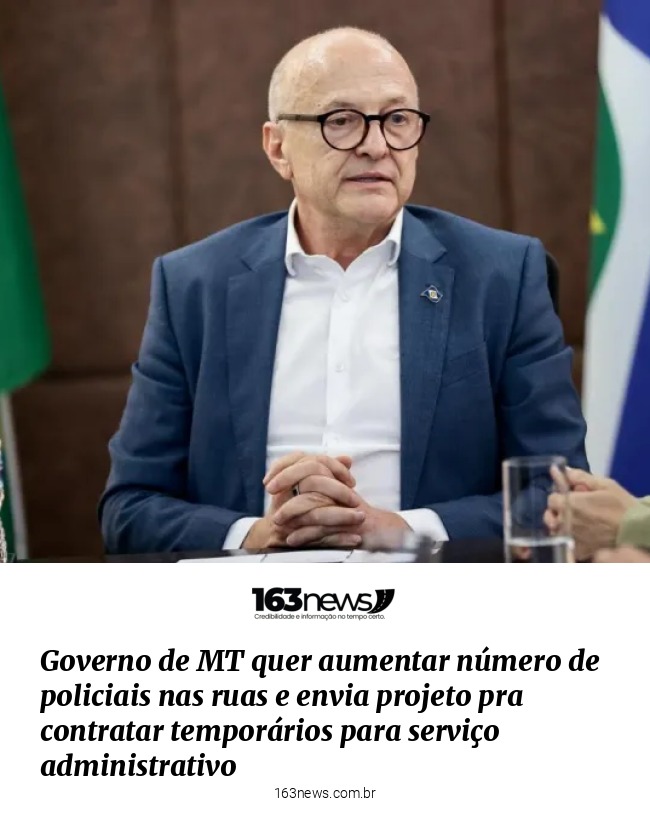 163news
Credibilidade e informação no tempo certo.
Governo de MT quer aumentar número de
policiais nas ruas e envia projeto pra
contratar temporários para serviço
administrativo
163news.com.br